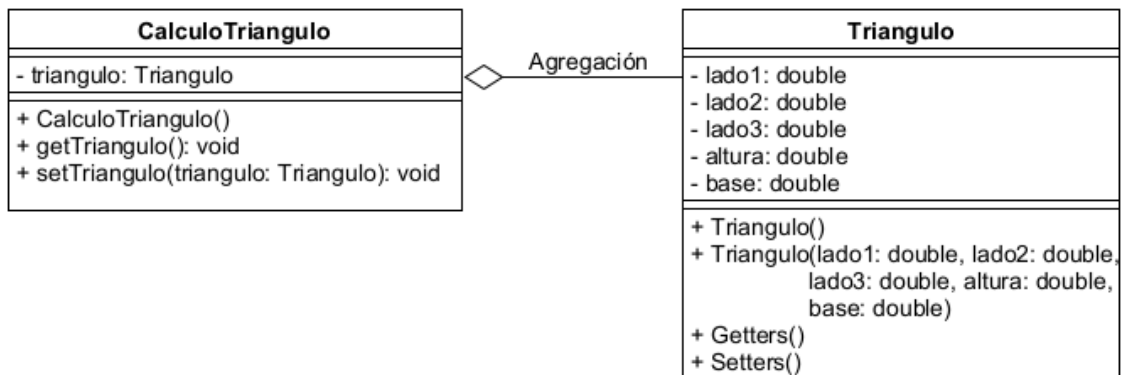 CalculoTriangulo
- triangulo: Triangulo
+ CalculoTriangulo()
+ getTriangulo(): void
+ setTriangulo(triangulo: Triangulo): void
Agregación
Triangulo
- lado1: double
- lado2: double
- lado3: double
- altura: double
- base: double
+ Triangulo()
+ Triangulo(lado1: double, lado2: double,
lado3: double, altura: double,
base: double)
+ Getters()
+ Setters()